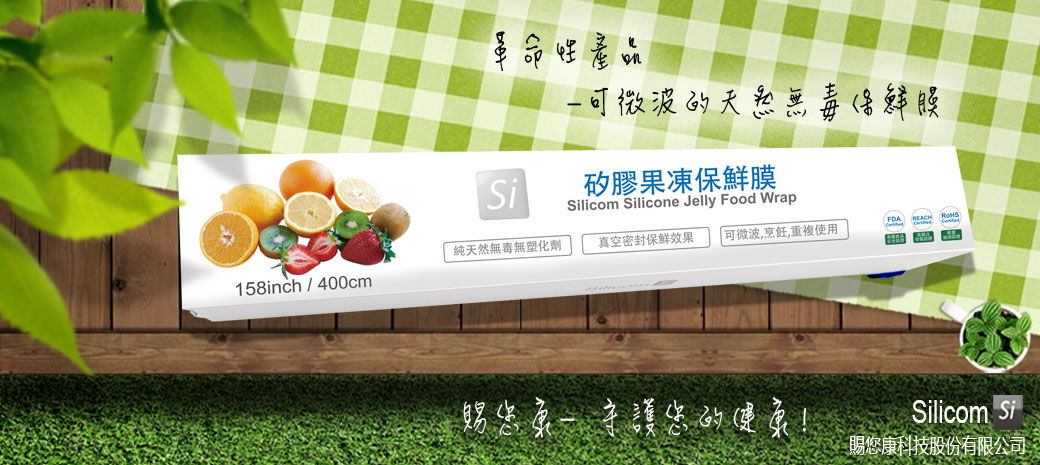 革命性產品
-可微波的天然無毒保鮮膜
Si
矽膠果凍保鮮膜
Silicom Silicone Jelly Food Wrap
純天然無毒無塑化劑
真空密封保鮮效果
可微波,烹飪,重複使用
FDA
Certified
REACH
Certified
RoHS
Certified
158inch / 400cm
賜您康- 守護您的健康!
Silicom Si
賜您康科技股份有限公司